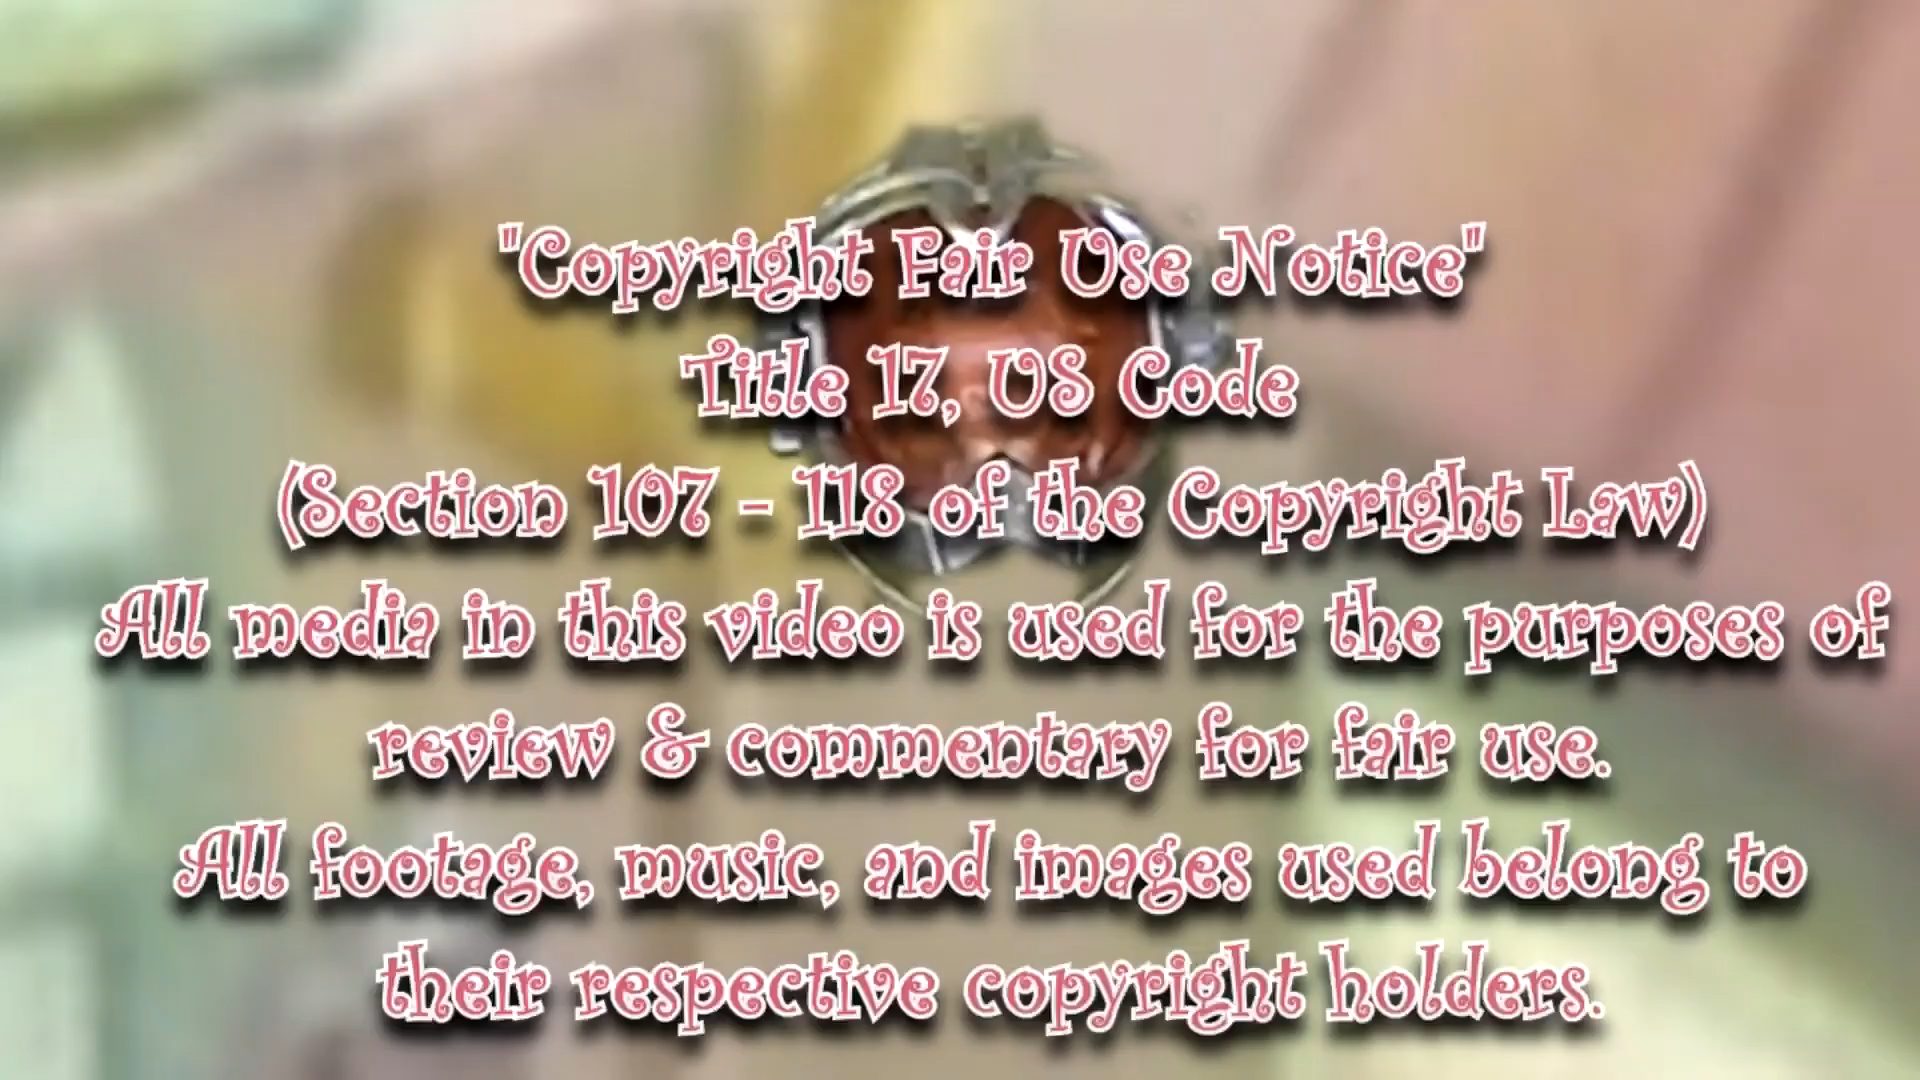 "Copyright Fair Use Notice"
Title 17, US Code
(Section 107 - 118 of the Copyright Law)
All media in this video is used for the purposes of
review & commentary for fair use.
All footage, music, and images used belong to
their respective copyright holders.